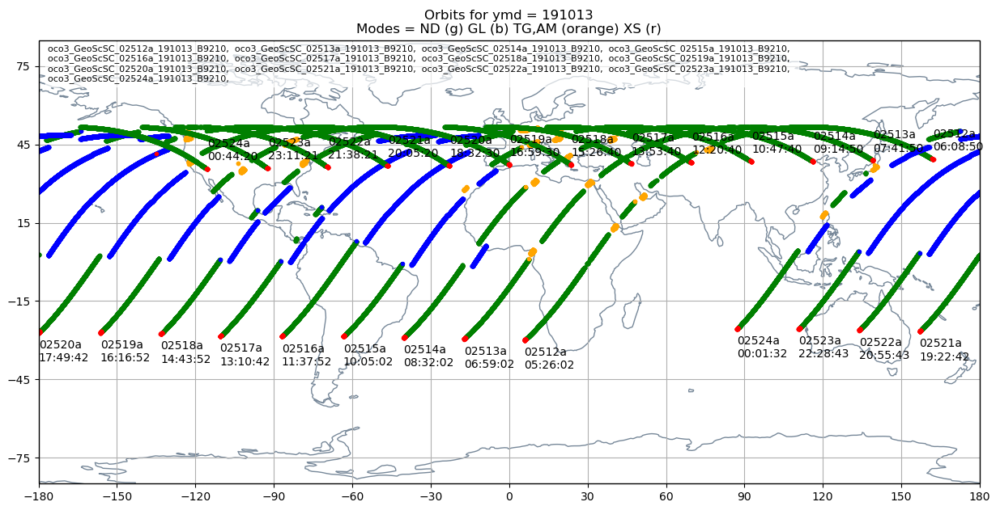 Orbits for ymd = 191013
Modes = ND (g) GL (b) TG,AM (orange) XS (r)
oco3_GeoScSC_02512a_191013_B9210, oco3_GeoScSC_02513a_191013_B9210, oco3_GeoScSC_02514a_191013_B9210, oco3_GeoScSC_02515a_191013_B9210,
oco3_GeoScSC_02516a_191013_B9210, oco3_GeoScSC_02517a_191013_B9210, oco3_GeoScSC_02518a_191013_B9210, oco3_GeoScSC_02519a_191013_B9210,
oco3_GeoScSC_02520a_191013_B9210, oco3_GeoScSC_02521a_191013_B9210, oco3_GeoScSC_02522a_191013_B9210, oco3_GeoScSC_02523a_191013_B9210,
oco3_GeoScSC_02524a_191013_B9210,
75
45
15
−15
−45
−75
02524a
00:44:20
02523a
23:11:21
02522a
21:38:21
02521a
20:05:20
02520a
18:32:30
02519a
16:59:30
02518a
15:26:40
02517a
13:53:40
02516a
12:20:40
02515a
10:47:40
02514a
09:14:50
02513a
07:41:50
02512a
06:08:50
02520a
17:49:42
02519a
16:16:52
02518a
14:43:52
02517a
13:10:42
02516a
11:37:52
02515a
10:05:02
02514a
08:32:02
02513a
06:59:02
02512a
05:26:02
02524a
00:01:32
02523a
22:28:43
02522a
20:55:43
02521a
19:22:42
−180 −150 −120 −90 −60 −30 0 30 60 90 120 150 180